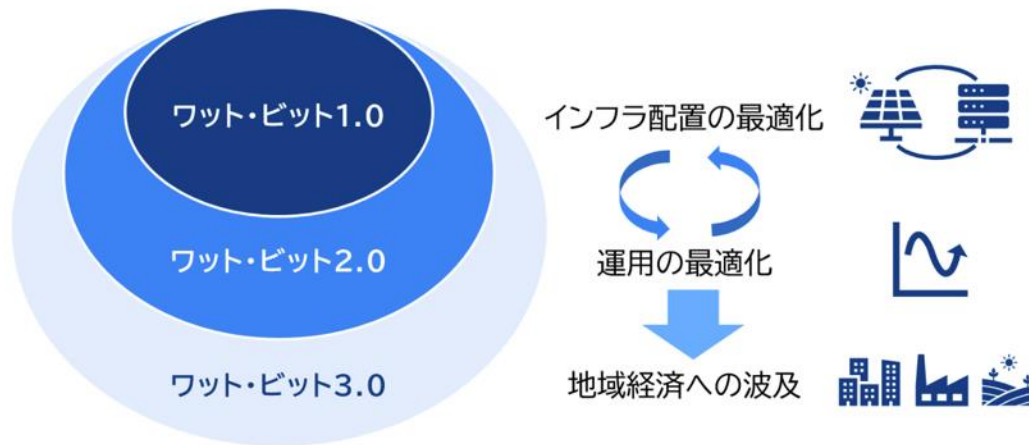 ワット・ビット1.0
インフラ配置の最適化
ワット・ビット2.0
運用の最適化
ワット・ビット3.0
地域経済への波及